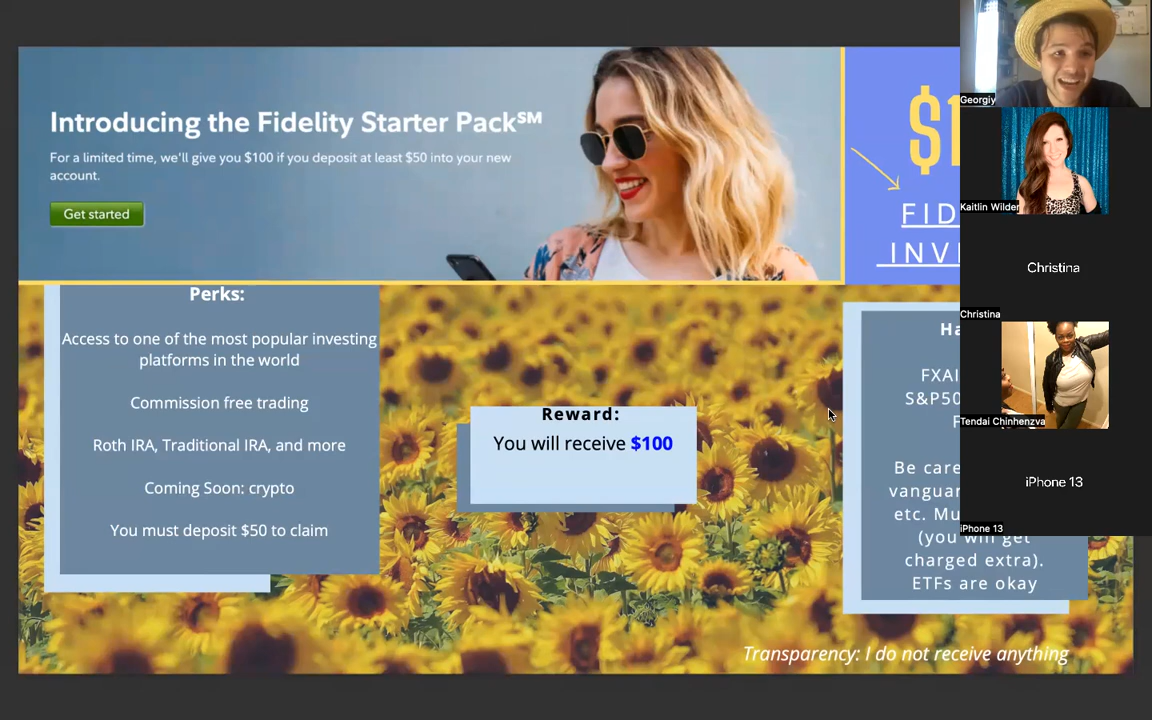 Introducing the Fidelity Starter Pack℠
For a limited time, we'll give you $100 if you deposit at least $50 into your new
account.
Get started
Perks:
Access to one of the most popular investing
platforms in the world
Commission free trading
Roth IRA, Traditional IRA, and more
Coming Soon: crypto
You must deposit $50 to claim
Reward:
You will receive $100
$1
FID
INV
Ha
FXAI
S&P50
F
Be care
vanguar
etc. Mu
(you will get
charged extra).
ETFs are okay
Transparency: I do not receive anything
Georgiy
Kaitlin Wilder
Christina
Christina
Tendai Chinhenzva
iPhone 13
iPhone 13